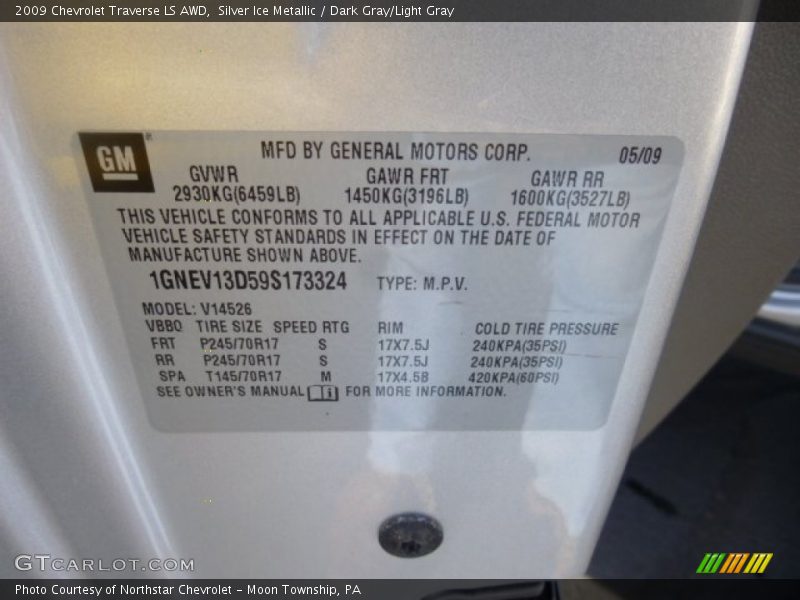 2009 Chevrolet Traverse LS AWD, Silver Ice Metallic / Dark Gray/Light Gray
GM
MFD BY GENERAL MOTORS CORP. 05/09
GVWR GAWR FRT GAWR RR
2930KG(6459LB) 1450KG(3196LB) 1600KG(3527LB)
THIS VEHICLE CONFORMS TO ALL APPLICABLE U.S. FEDERAL MOTOR
VEHICLE SAFETY STANDARDS IN EFFECT ON THE DATE OF
MANUFACTURE SHOWN ABOVE.
1GNEV13D59S173324 TYPE: M.P.V.
MODEL: V14526
VBBO TIRE SIZE SPEED RTG RIM COLD TIRE PRESSURE
FRT P245/70R17 S 17X7.5J 240KPA(35PSI)
RR P245/70R17 S 17X7.5J 240KPA(35PSI)
SPA T145/70R17 M 17X4.5B 420KPA(60PSI)
SEE OWNER'S MANUAL i FOR MORE INFORMATION.
GTCARLOT.COM
Photo Courtesy of Northstar Chevrolet - Moon Township, PA